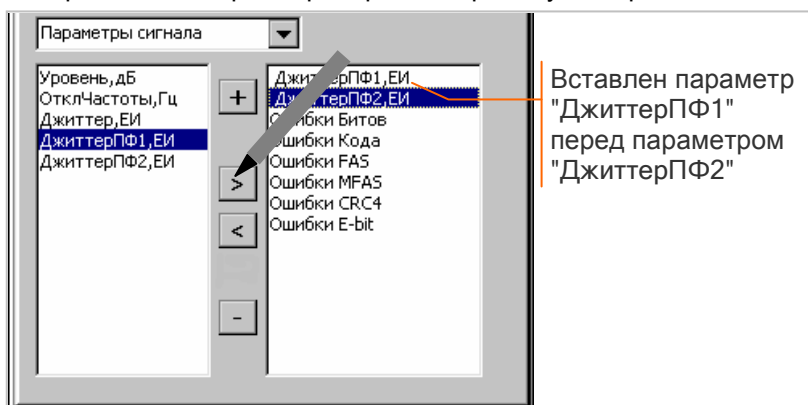 Параметры сигнала
Уровень,дБ
ОтклЧастоты,Гц
Джиттер,ЕИ
ДжиттерПФ1,ЕИ
ДжиттерПФ2,ЕИ
+
>
<
-
ДжиттерПФ1,ЕИ
ДжиттерПФ2,ЕИ
Ошибки Битов
Ошибки Кода
Ошибки FAS
Ошибки MFAS
Ошибки CRC4
Ошибки E-bit
Вставлен параметр
"ДжиттерПФ1"
перед параметром
"ДжиттерПФ2"